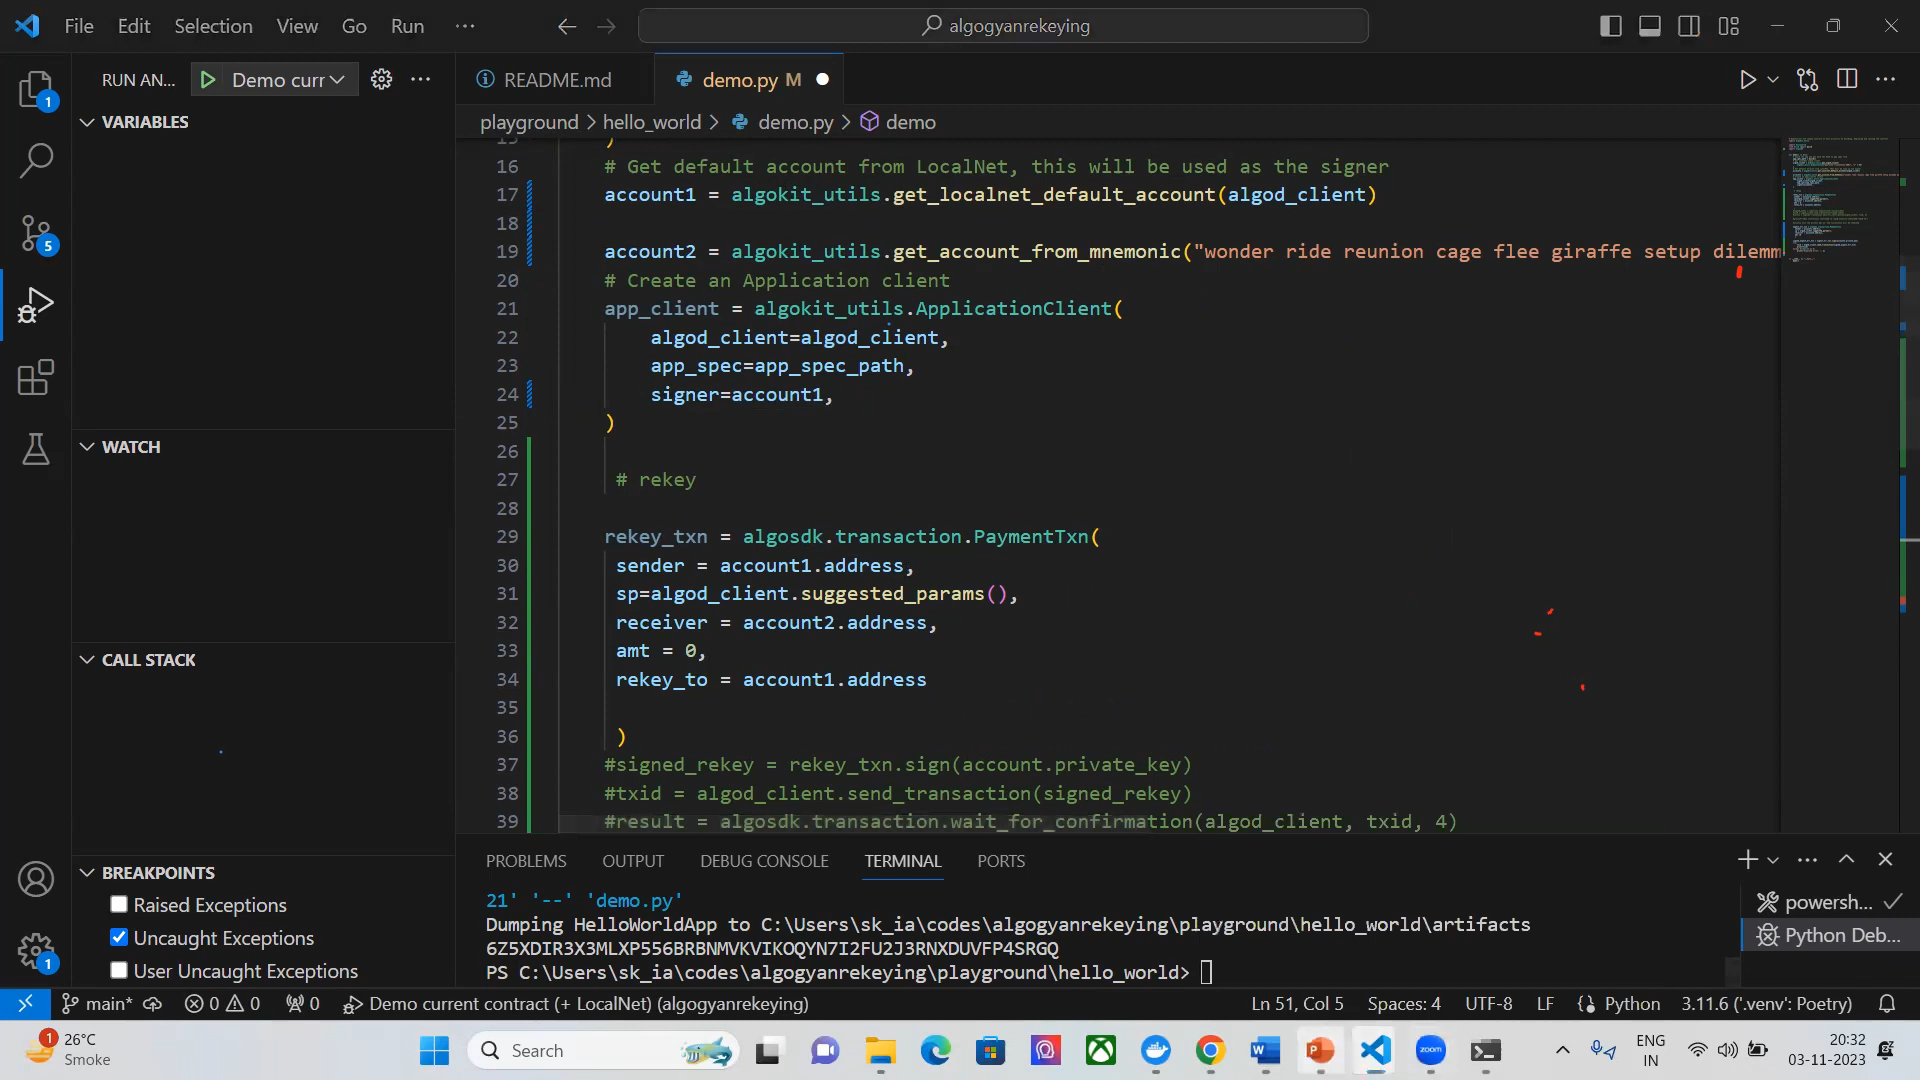 File Edit Selection View Go Run ··· algogyanrekeying
RUN AN... Demo curr ···
README.md demo.py M
playground > hello_world > demo.py > demo
VARIABLES
WATCH
CALL STACK
BREAKPOINTS
Raised Exceptions
Uncaught Exceptions
User Uncaught Exceptions
1
5
1
15 )
16 # Get default account from LocalNet, this will be used as the signer
17 account1 = algokit_utils.get_localnet_default_account(algod_client)
18
19 account2 = algokit_utils.get_account_from_mnemonic("wonder ride reunion cage flee giraffe setup dilemm
20 # Create an Application client
21 app_client = algokit_utils.ApplicationClient(
22 algod_client=algod_client,
23 app_spec=app_spec_path,
24 signer=account1,
25 )
26
27 # rekey
28
29 rekey_txn = algosdk.transaction.PaymentTxn(
30 sender = account1.address,
31 sp=algod_client.suggested_params(),
32 receiver = account2.address,
33 amt = 0,
34 rekey_to = account1.address
35
36 )
37 #signed_rekey = rekey_txn.sign(account.private_key)
38 #txid = algod_client.send_transaction(signed_rekey)
39 #result = algosdk.transaction.wait_for_confirmation(algod_client, txid, 4)
PROBLEMS OUTPUT DEBUG CONSOLE TERMINAL PORTS
21' '--' 'demo.py'
Dumping HelloWorldApp to C:\Users\sk_ia\codes\algogyanrekeying\playground\hello_world\artifacts
6Z5XDIR3X3MLXP556BRBNMVKVIKOQYN7I2FU2J3RNXDUVFP4SRGQ
PS C:\Users\sk_ia\codes\algogyanrekeying\playground\hello_world>
powersh...
Python Deb...
main* 0 0 0 Demo current contract (+ LocalNet) (algogyanrekeying) Ln 51, Col 5 Spaces: 4 UTF-8 LF Python 3.11.6 ('.venv': Poetry)
1 26°C
Smoke
Search
zoom
ENG
IN
20:32
03-11-2023